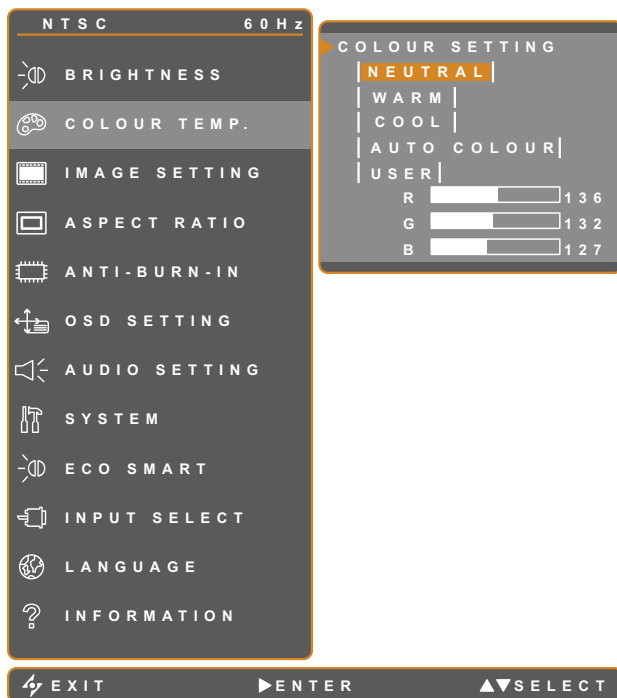 NTSC 60Hz
BRIGHTNESS
COLOUR TEMP.
IMAGE SETTING
ASPECT RATIO
ANTI-BURN-IN
OSD SETTING
AUDIO SETTING
SYSTEM
ECO SMART
INPUT SELECT
LANGUAGE
INFORMATION
COLOUR SETTING
NEUTRAL
WARM
COOL
AUTO COLOUR
USER
R 136
G 132
B 127
EXIT ENTER SELECT